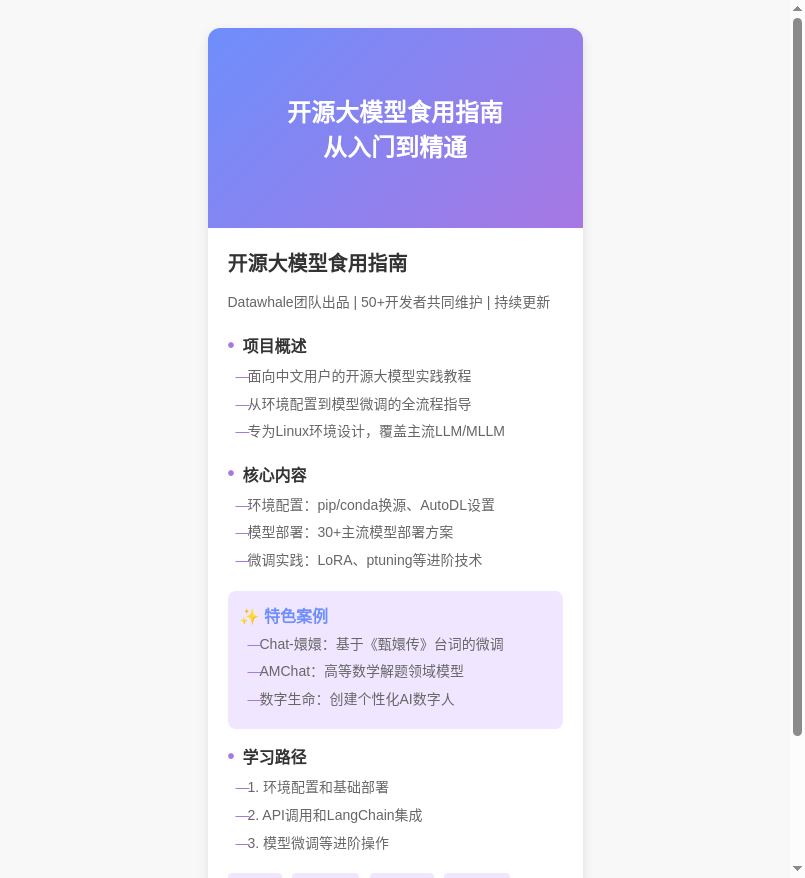 开源大模型食用指南
从入门到精通
开源大模型食用指南
Datawhale团队出品 | 50+开发者共同维护 | 持续更新
• 项目概述
—面向中文用户的开源大模型实践教程
—从环境配置到模型微调的全流程指导
—专为Linux环境设计，覆盖主流LLM/MLLM
• 核心内容
—环境配置：pip/conda换源、AutoDL设置
—模型部署：30+主流模型部署方案
—微调实践：LoRA、ptuning等进阶技术
✨ 特色案例
—Chat-嬛嬛：基于《甄嬛传》台词的微调
—AMChat：高等数学解题领域模型
—数字生命：创建个性化AI数字人
• 学习路径
—1. 环境配置和基础部署
—2. API调用和LangChain集成
—3. 模型微调等进阶操作